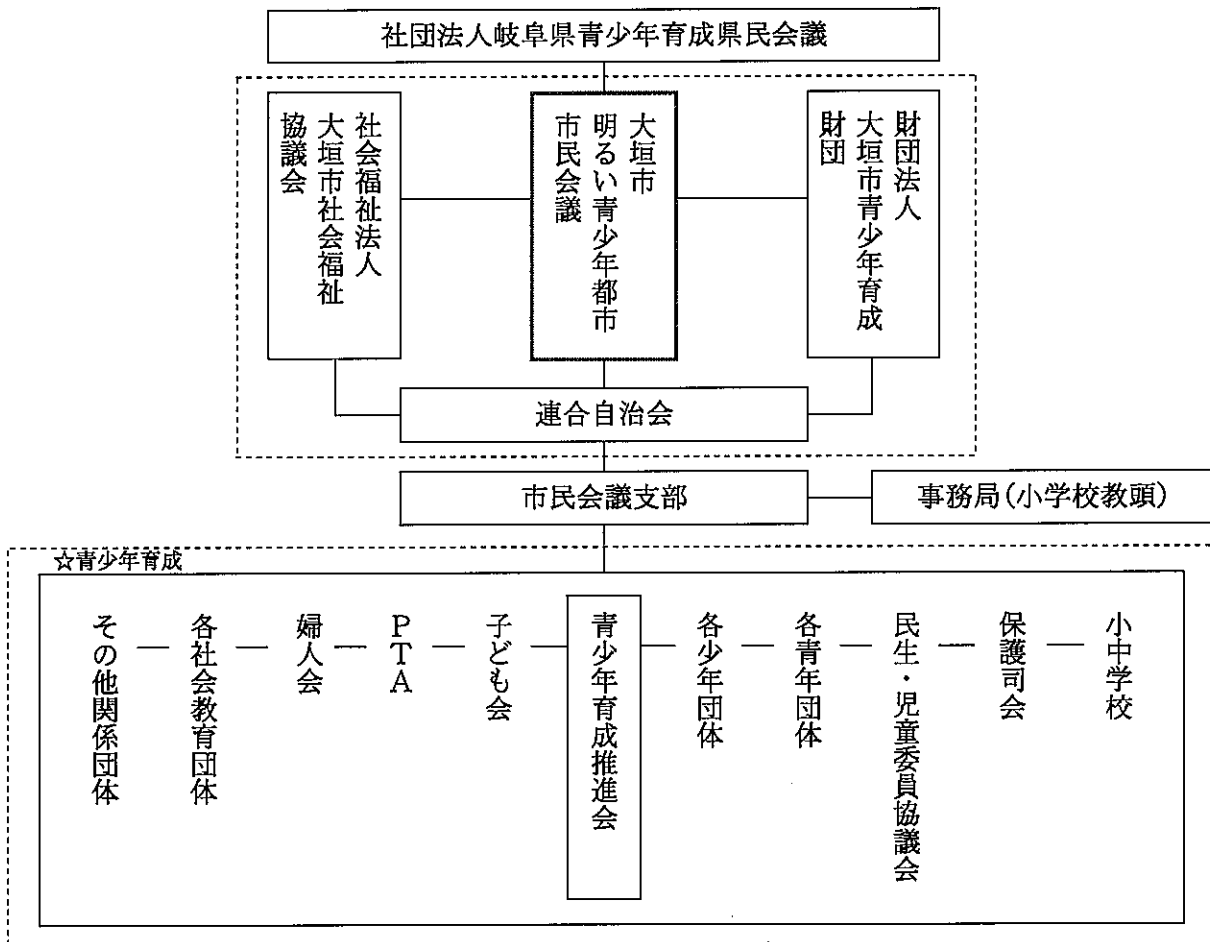 社団法人岐阜県青少年育成県民会議
財団法人
大垣市青少年育成
財団
大垣市
明るい青少年都市
市民会議
社会福祉法人
大垣市社会福祉
協議会
連合自治会
市民会議支部
事務局(小学校教頭)
☆青少年育成
小中学校
保護司会
民生・児童委員協議会
各青年団体
各少年団体
青少年育成推進会
子ども会
PTA
婦人会
各社会教育団体
その他関係団体